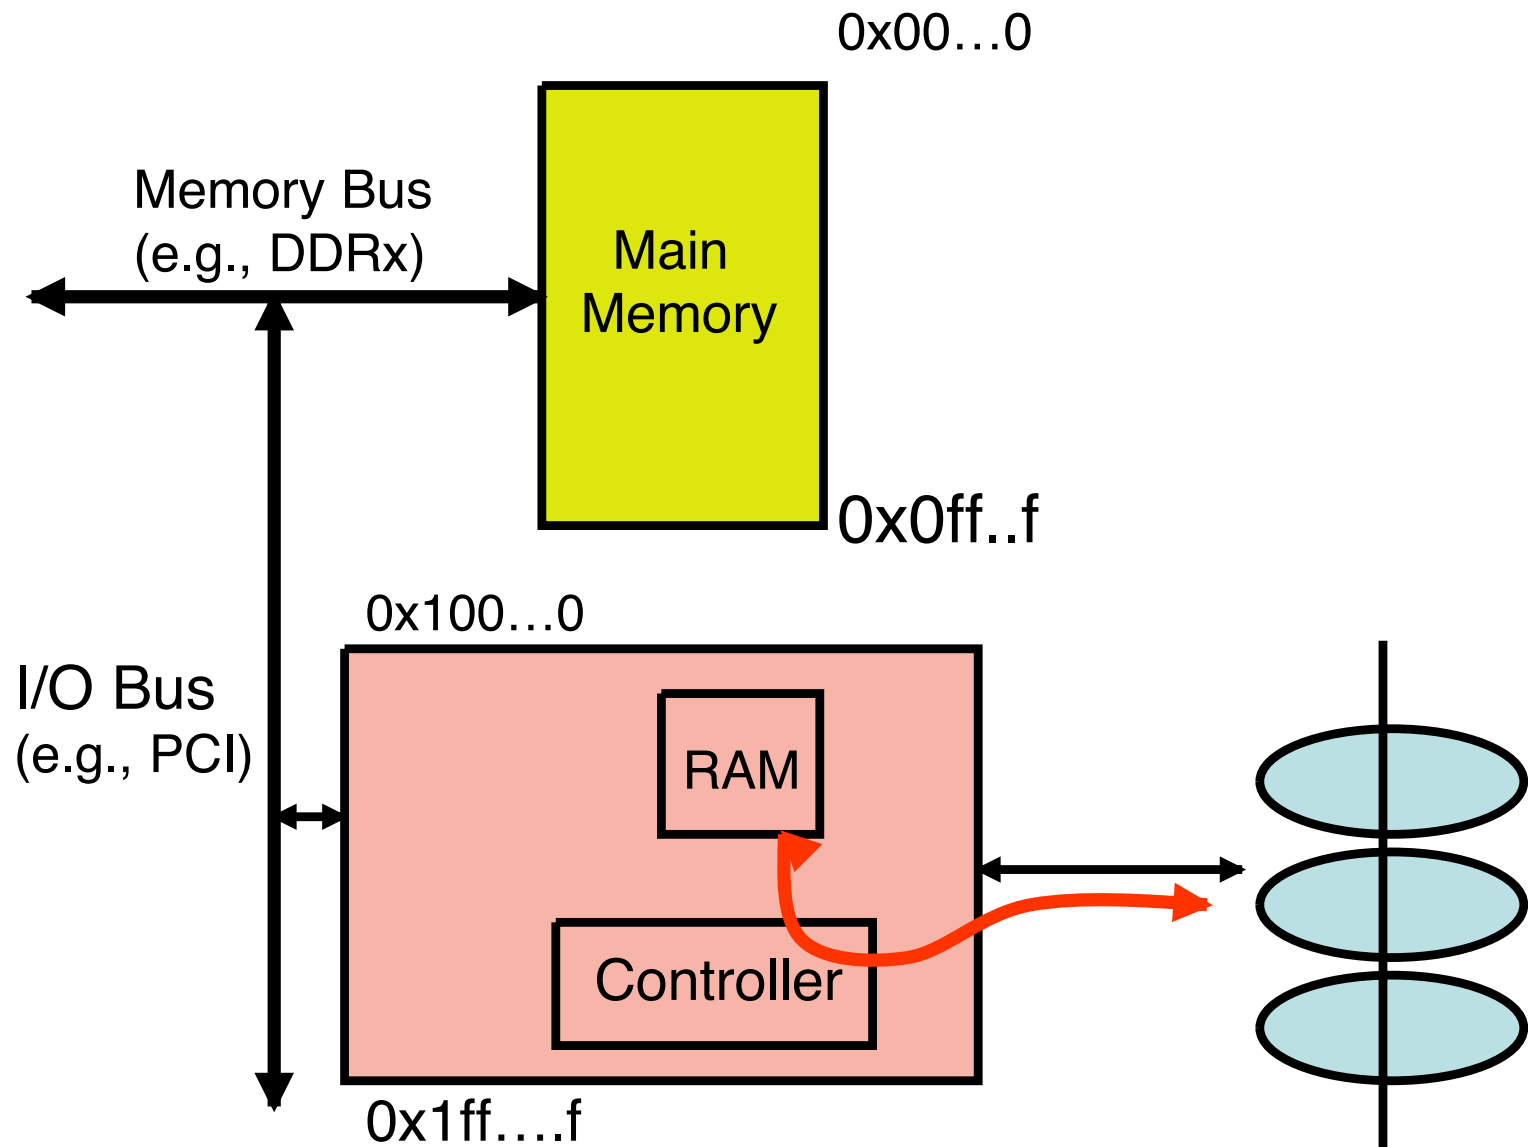 0x00…0
Memory Bus
(e.g., DDRx)
Main
Memory
0x0ff..f
0x100…0
I/O Bus
(e.g., PCI)
RAM
Controller
0x1ff….f